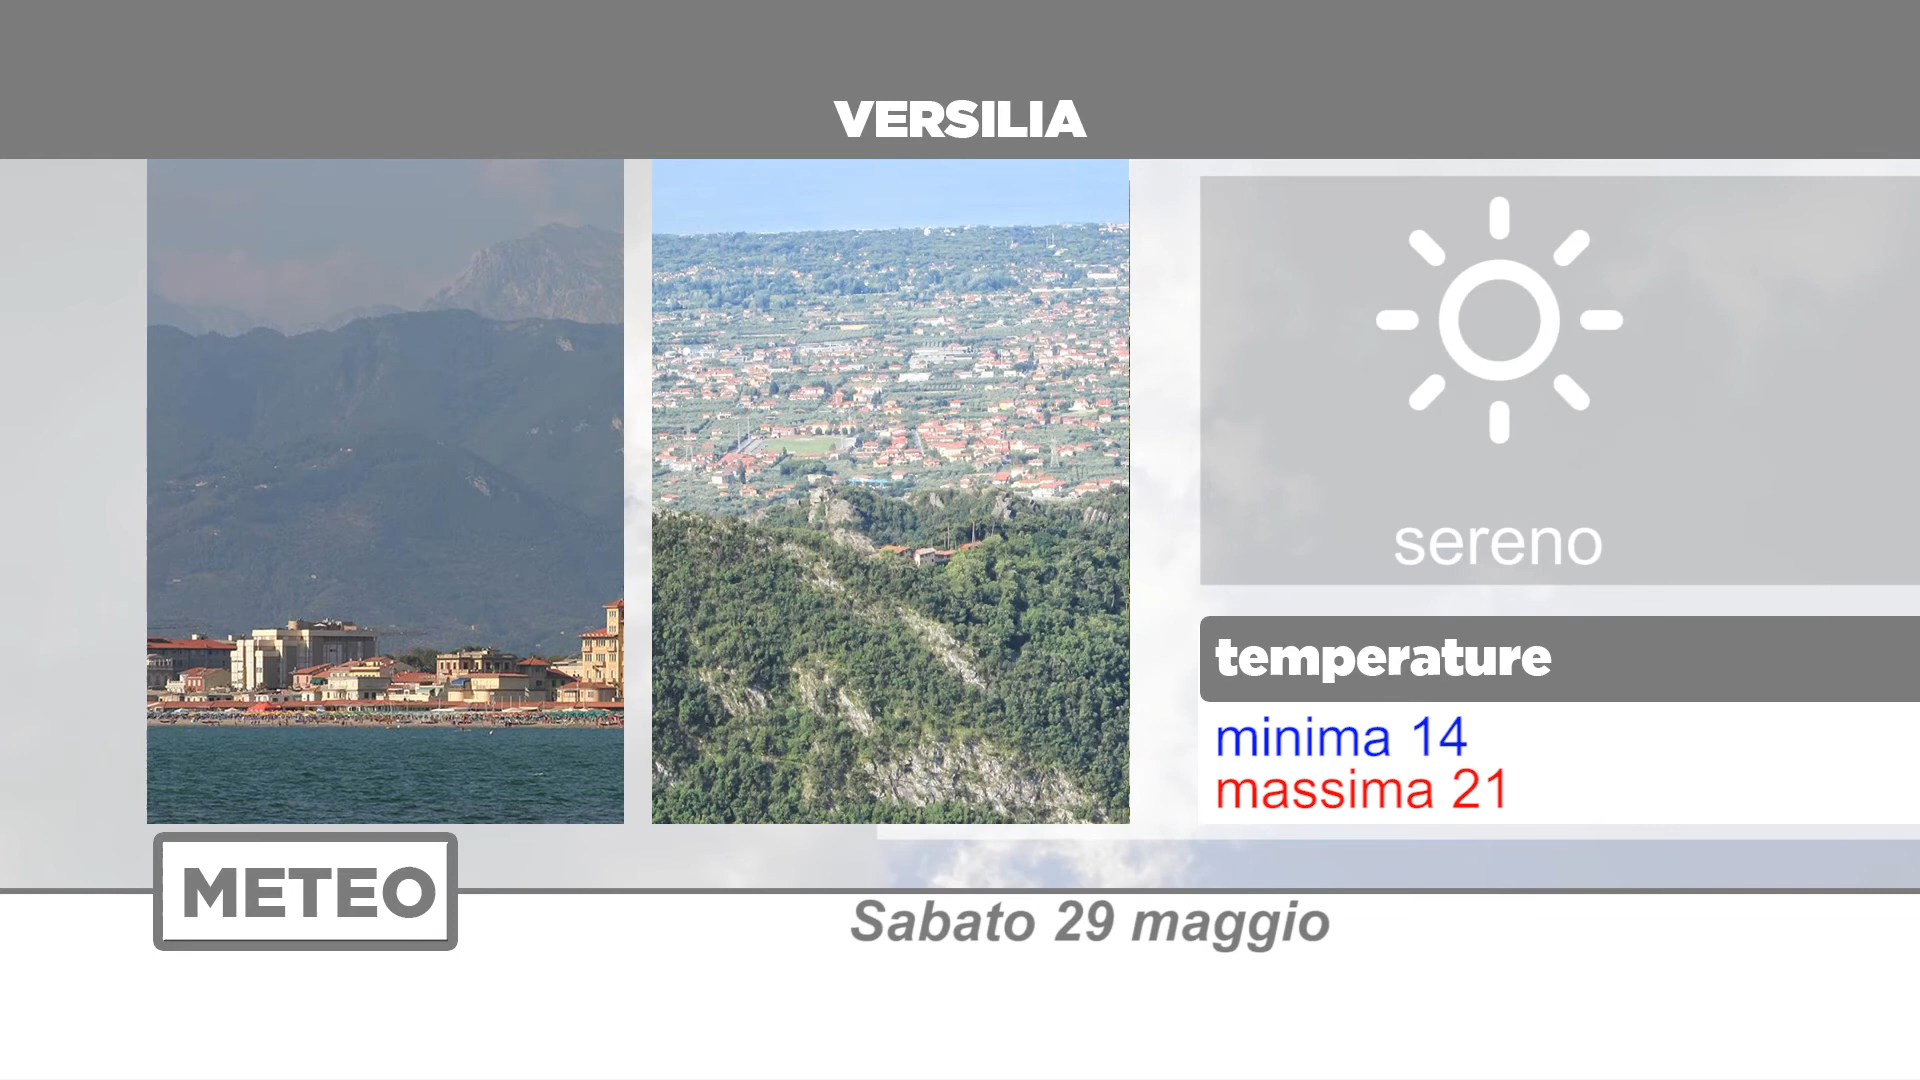 VERSILIA
sereno
temperature
minima 14
massima 21
METEO
Sabato 29 maggio